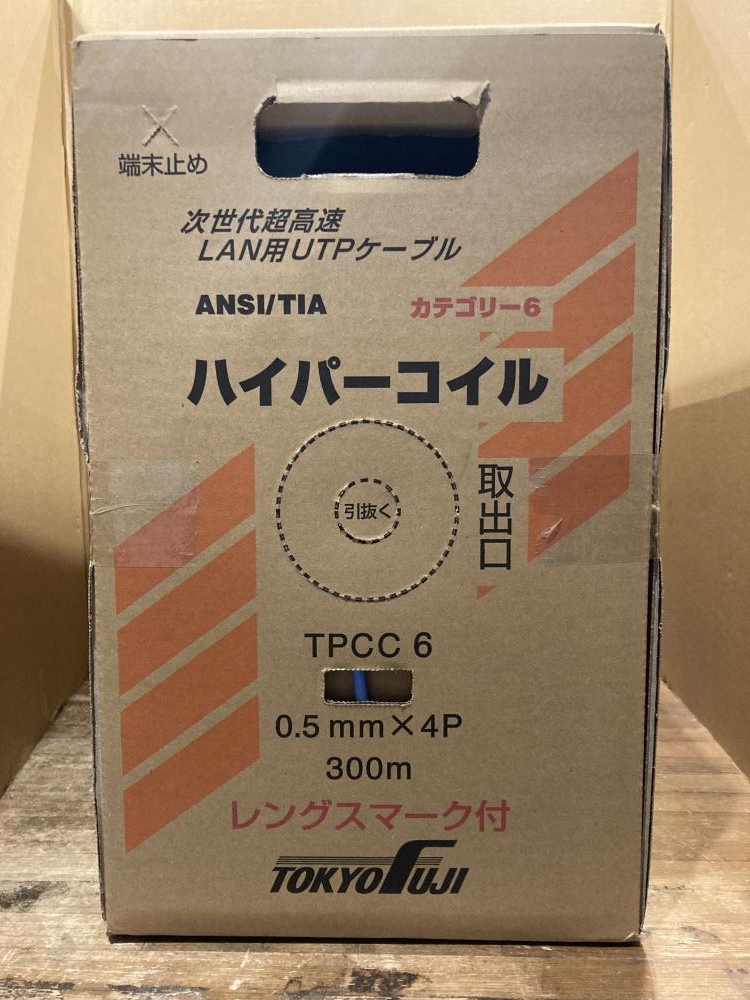 端末止め
次世代超高速
LAN用UTPケーブル
ANSI/TIA カテゴリー6
ハイパーコイル
引抜く
取出口
TPCC 6
0.5mm×4P
300m
レングスマーク付
TOKYO FUJI